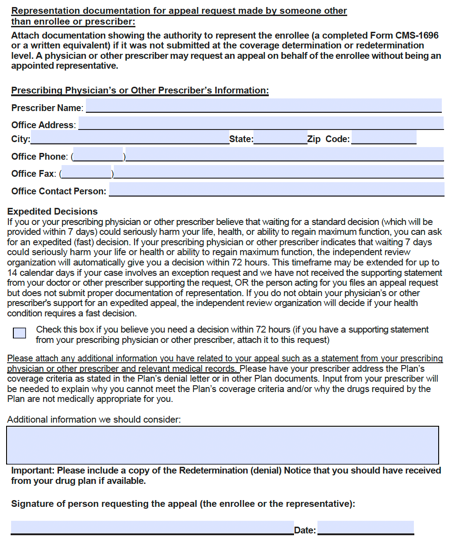 Representation documentation for appeal request made by someone other
than enrollee or prescriber:
Attach documentation showing the authority to represent the enrollee (a completed Form CMS-1696
or a written equivalent) if it was not submitted at the coverage determination or redetermination
level. A physician or other prescriber may request an appeal on behalf of the enrollee without being an
appointed representative.
Prescribing Physician's or Other Prescriber's Information:
Prescriber Name:
Office Address:
City: State: Zip Code:
Office Phone: ( )
Office Fax: ( )
Office Contact Person:
Expedited Decisions
If you or your prescribing physician or other prescriber believe that waiting for a standard decision (which will be
provided within 7 days) could seriously harm your life, health, or ability to regain maximum function, you can ask
for an expedited (fast) decision. If your prescribing physician or other prescriber indicates that waiting 7 days
could seriously harm your life or health or ability to regain maximum function, the independent review
organization will automatically give you a decision within 72 hours. This timeframe may be extended for up to
14 calendar days if your case involves an exception request and we have not received the supporting statement
from your doctor or other prescriber supporting the request, OR the person acting for you files an appeal request
but does not submit proper documentation of representation. If you do not obtain your physician's or other
prescriber's support for an expedited appeal, the independent review organization will decide if your health
condition requires a fast decision.
Check this box if you believe you need a decision within 72 hours (if you have a supporting statement
from your prescribing physician or other prescriber, attach it to this request)
Please attach any additional information you have related to your appeal such as a statement from your prescribing
physician or other prescriber and relevant medical records. Please have your prescriber address the Plan's
coverage criteria as stated in the Plan's denial letter or in other Plan documents. Input from your prescriber will
be needed to explain why you cannot meet the Plan's coverage criteria and/or why the drugs required by the
Plan are not medically appropriate for you.
Additional information we should consider:
Important: Please include a copy of the Redetermination (denial) Notice that you should have received
from your drug plan if available.
Signature of person requesting the appeal (the enrollee or the representative):
Date: